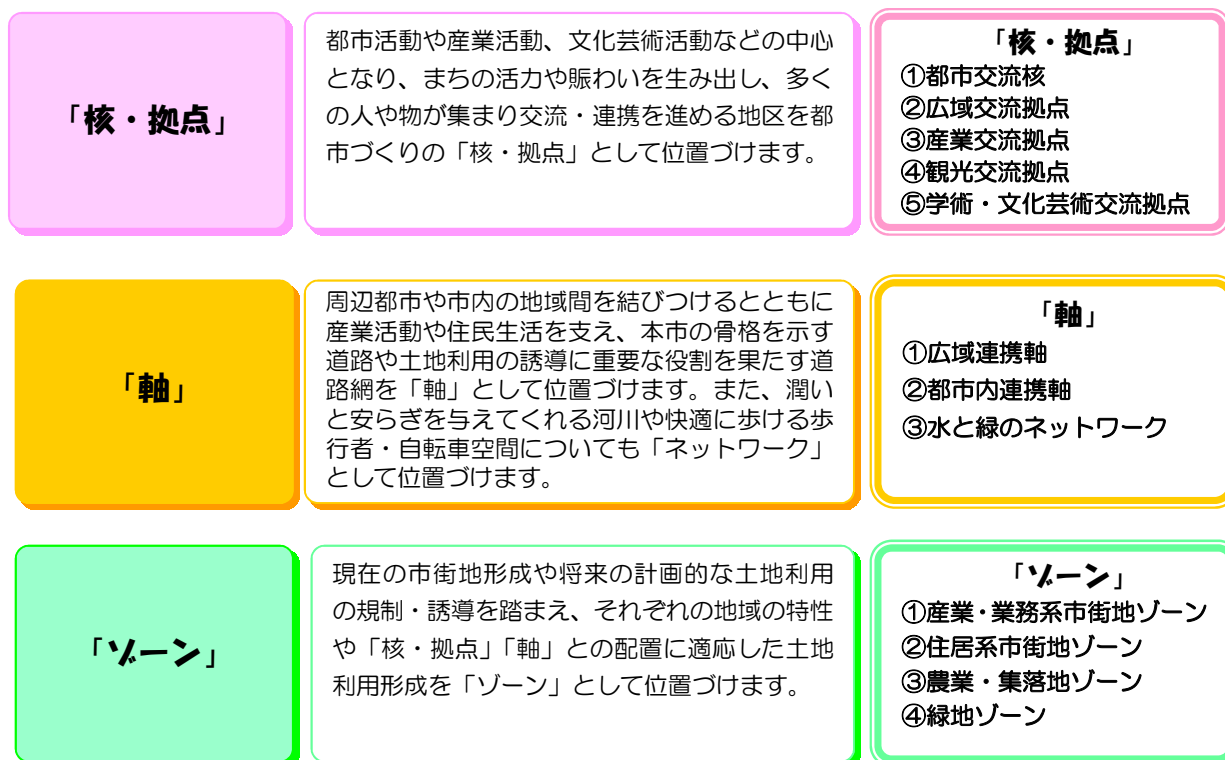 「核・拠点」
都市活動や産業活動、文化芸術活動などの中心
となり、まちの活力や賑わいを生み出し、多く
の人や物が集まり交流・連携を進める地区を都
市づくりの「核・拠点」として位置づけます。
「核・拠点」
①都市交流核
②広域交流拠点
③産業交流拠点
④観光交流拠点
⑤学術・文化芸術交流拠点
「軸」
周辺都市や市内の地域間を結びつけるとともに
産業活動や住民生活を支え、本市の骨格を示す
道路や土地利用の誘導に重要な役割を果たす道
路網を「軸」として位置づけます。また、潤い
と安らぎを与えてくれる河川や快適に歩ける歩
行者・自転車空間についても「ネットワーク」
として位置づけます。
「軸」
①広域連携軸
②都市内連携軸
③水と緑のネットワーク
「ゾーン」
現在の市街地形成や将来の計画的な土地利用
の規制・誘導を踏まえ、それぞれの地域の特性
や「核・拠点」「軸」との配置に適応した土地
利用形成を「ゾーン」として位置づけます。
「ゾーン」
①産業・業務系市街地ゾーン
②住居系市街地ゾーン
③農業・集落地ゾーン
④緑地ゾーン